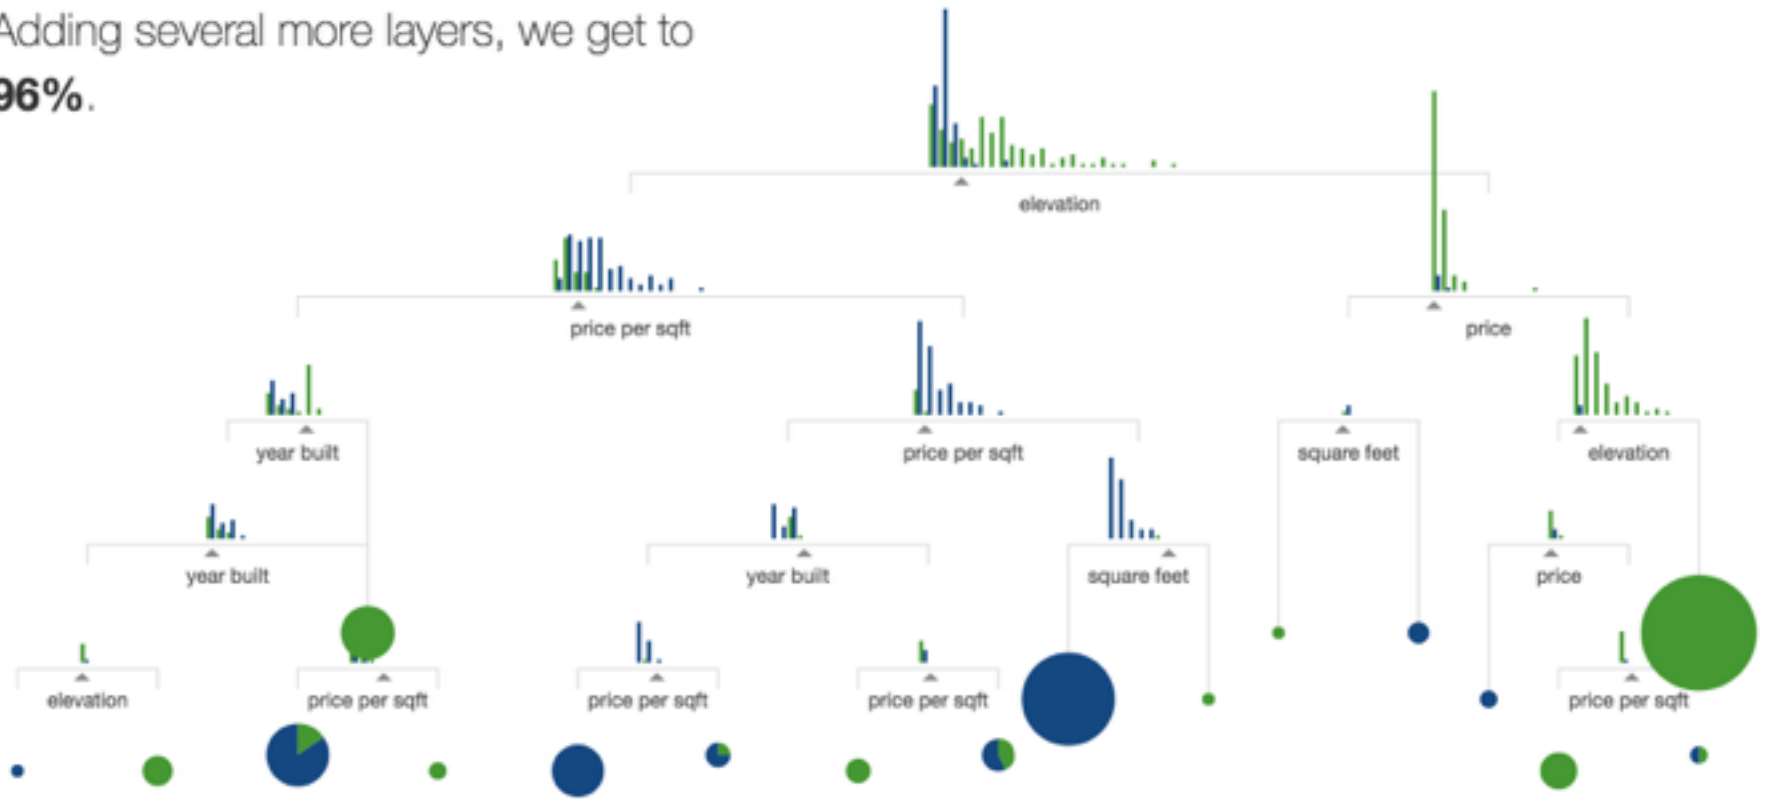 Adding several more layers, we get to
96%.
elevation
price per sqft
price
year built
price per sqft
square feet
elevation
year built
year built
square feet
price
elevation
price per sqft
price per sqft
price per sqft
price per sqft